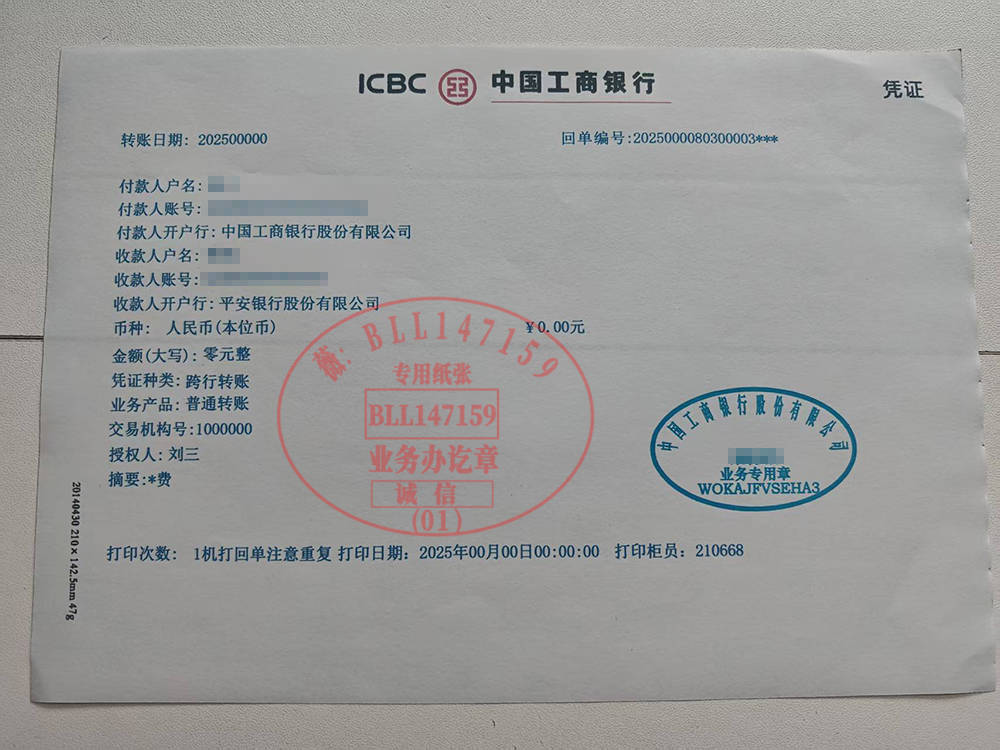 ICBC 中国工商银行
凭证
转账日期: 202500000
回单编号:2025000080300003***
付款人户名:
付款人账号:
付款人开户行: 中国工商银行股份有限公司
收款人户名:
收款人账号:
收款人开户行: 平安银行股份有限公司
币种: 人民币(本位币)
¥0.00元
金额(大写): 零元整
凭证种类: 跨行转账
业务产品: 普通转账
交易机构号:1000000
授权人: 刘三
摘要:*费
薇: BLL147159
专用纸张
BLL147159
业务办讫章
诚信
(01)
中国工商银行股份有限公司
业务专用章
WOKAJFVSEHA3
打印次数: 1机打回单注意重复 打印日期: 2025年00月00日00:00:00 打印柜员: 210668
20140430 210×142.5mm 47g